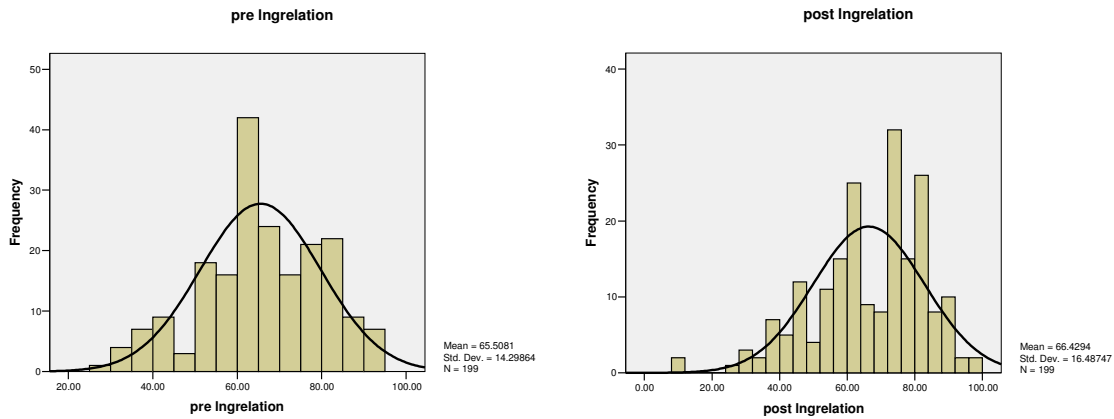 pre Ingrelation
50
40
30
20
10
0
Frequency
20.00 40.00 60.00 80.00 100.00
pre Ingrelation
Mean = 65.5081
Std. Dev. = 14.29864
N = 199
post Ingrelation
40
30
20
10
0
Frequency
0.00 20.00 40.00 60.00 80.00 100.00
post Ingrelation
Mean = 66.4294
Std. Dev. = 16.48747
N = 199